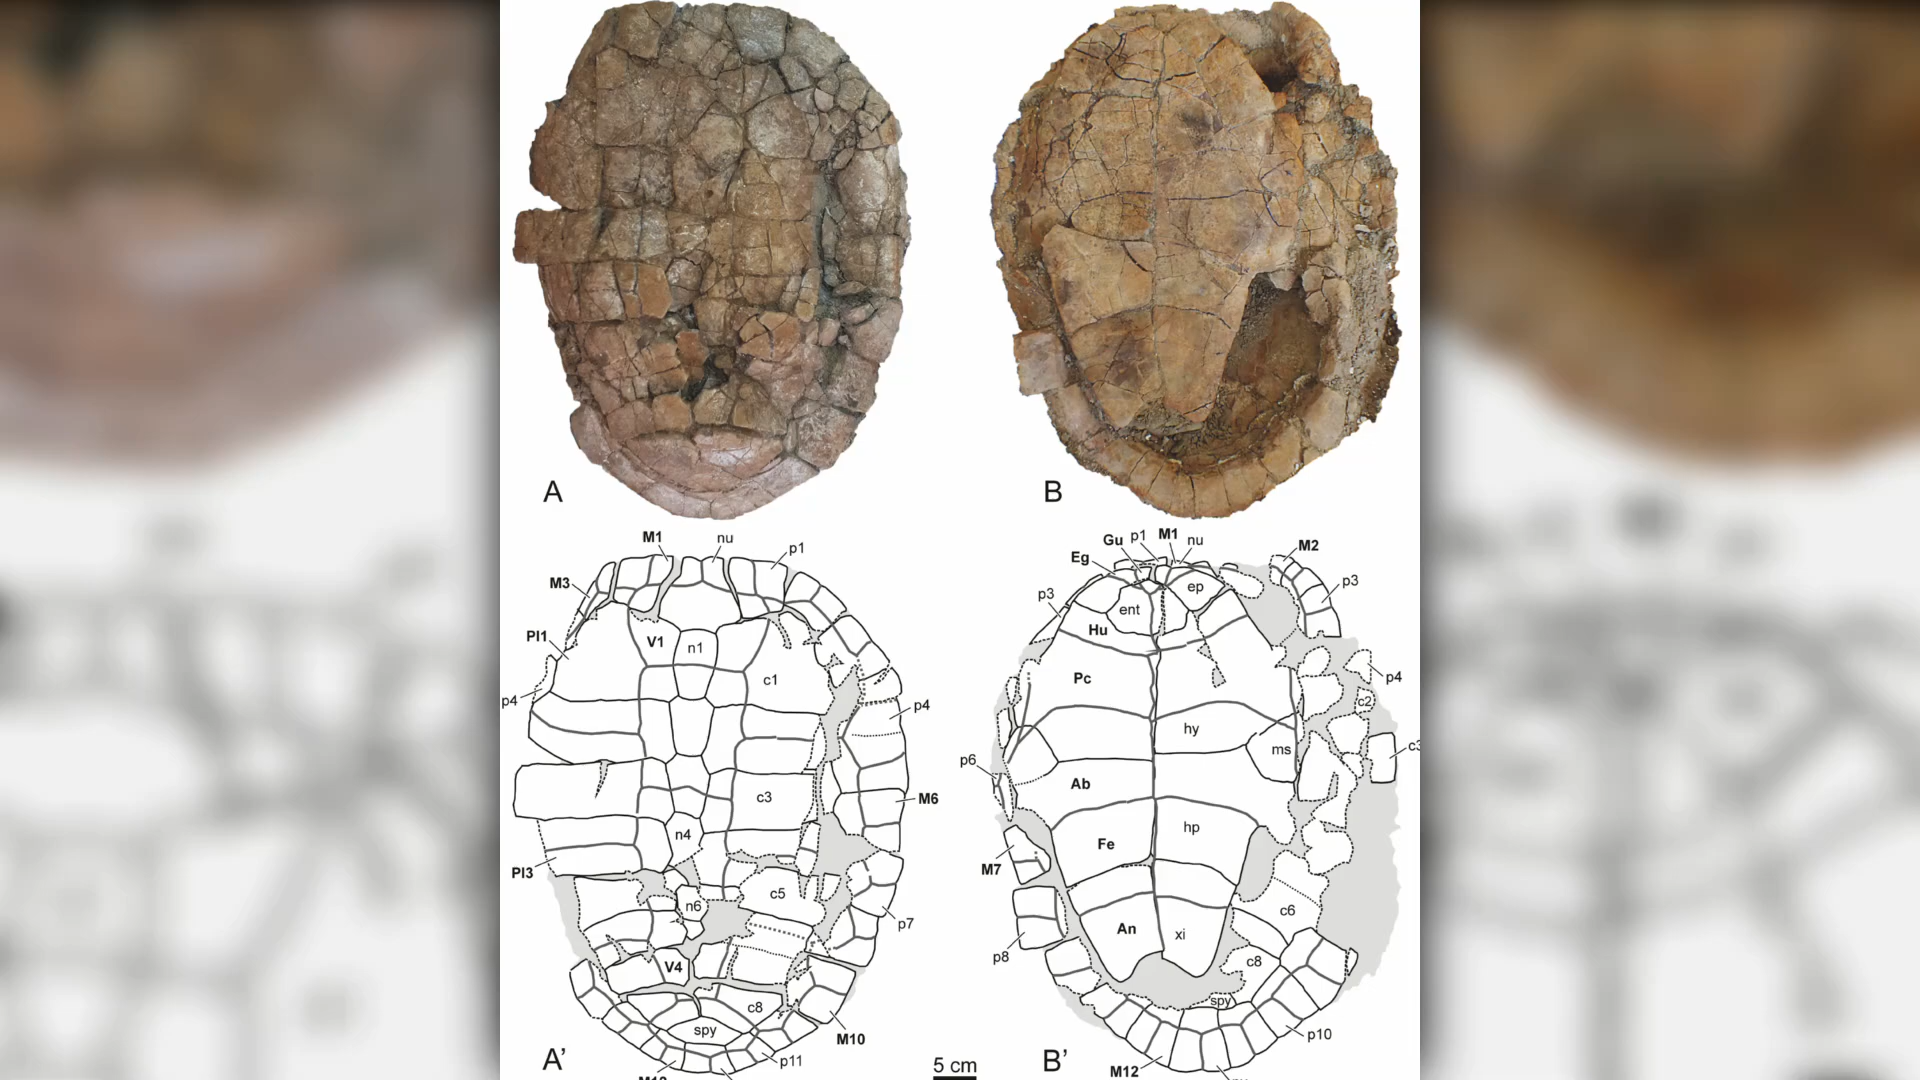 A
B
M1
nu
p1
M3
Pl1
V1
n1
c1
p4
p4
c3
M6
n4
Pl3
c5
n6
p7
V4
c8
spy
M10
p11
A’
5 cm
Gu
p1
M1
nu
M2
Eg
p3
p3
ep
ent
Hu
Pc
p4
c2
hy
ms
p6
Ab
hp
Fe
M7
c6
An
xi
p8
c8
spy
p10
M12
B’